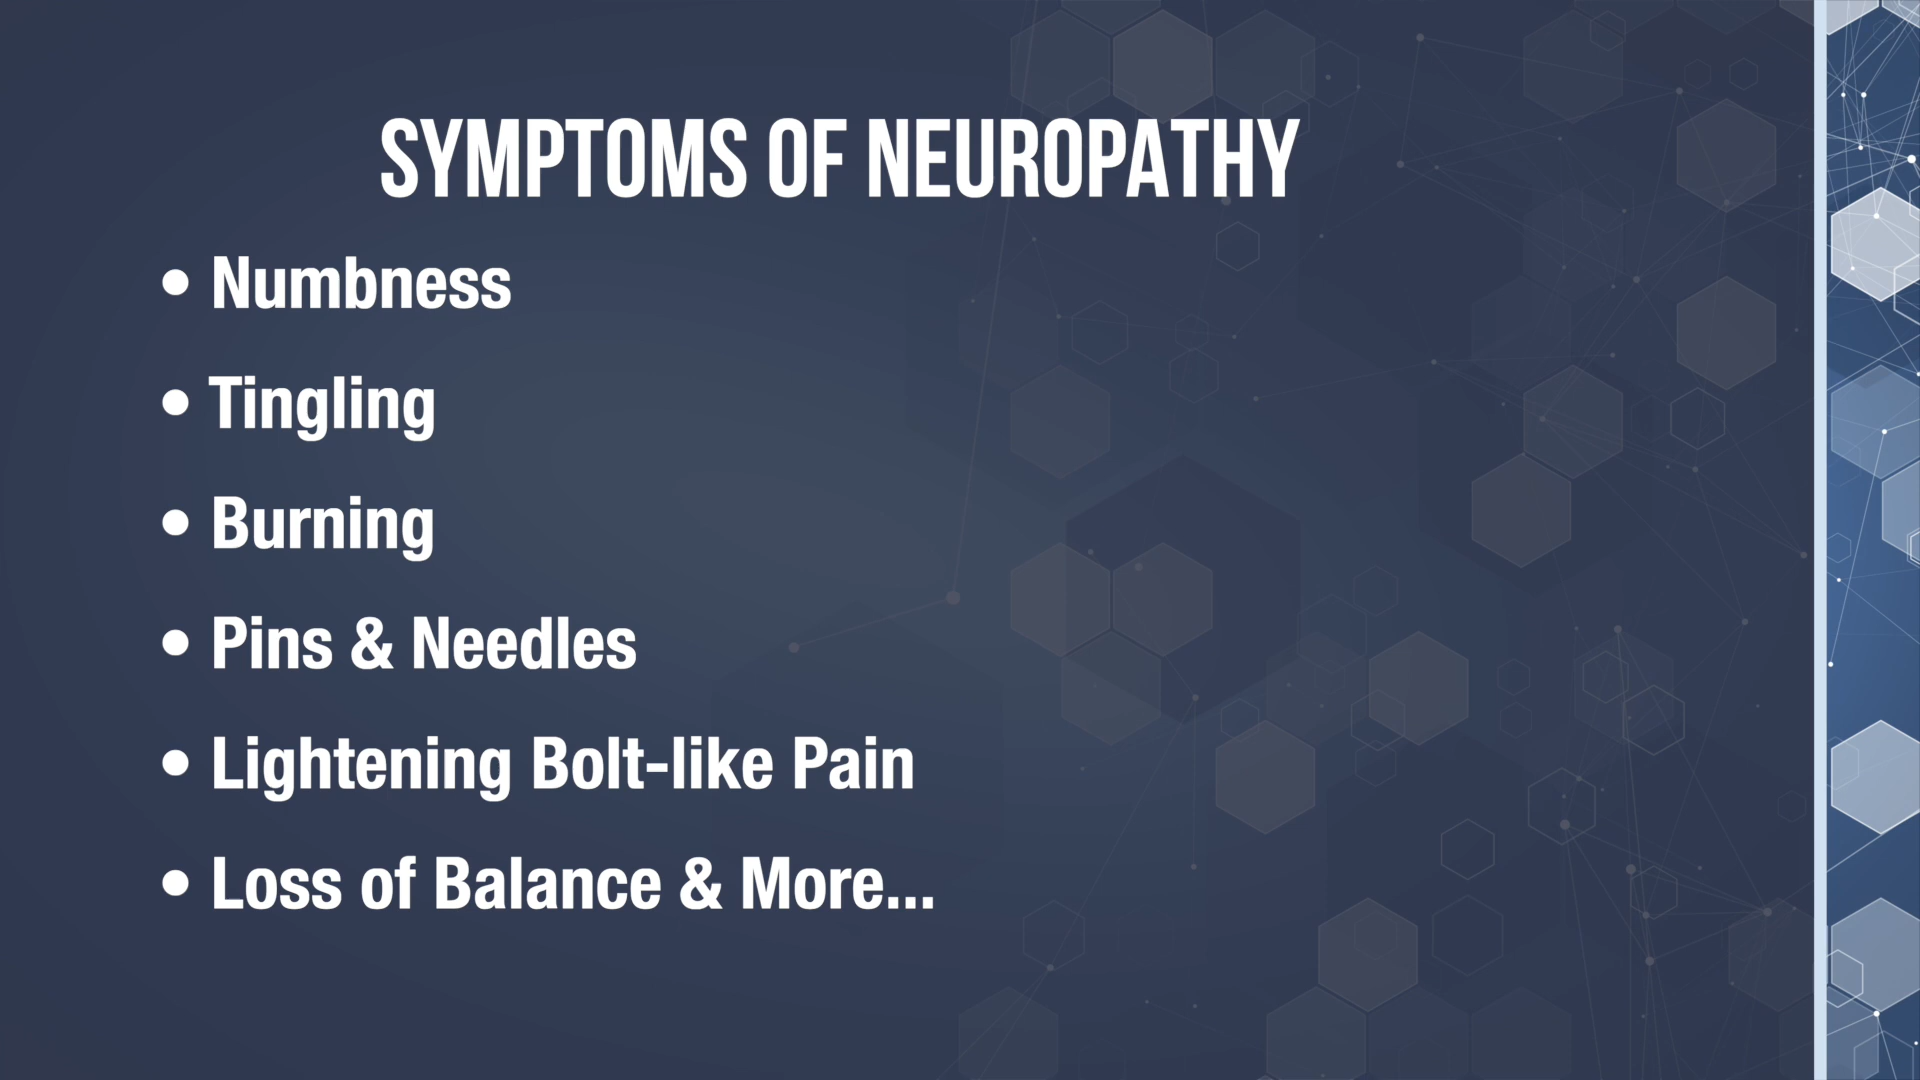 SYMPTOMS OF NEUROPATHY
• Numbness
• Tingling
• Burning
• Pins & Needles
• Lightening Bolt-like Pain
• Loss of Balance & More...